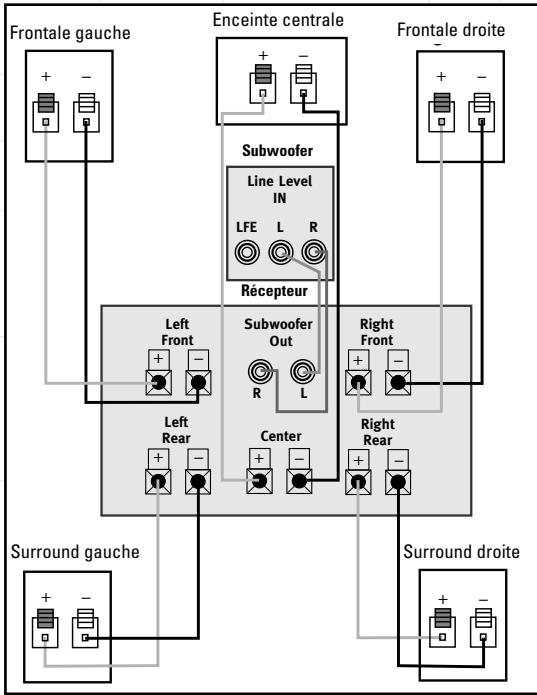 Frontale gauche
Enceinte centrale
Frontale droite
+ −
+ −
+ −
Subwoofer
Line Level
IN
LFE L R
Récepteur
Left
Front
Subwoofer
Out
Right
Front
+ −
+ −
R L
Left
Rear
Center
Right
Rear
+ −
+ −
+ −
Surround gauche
Surround droite
+ −
+ −